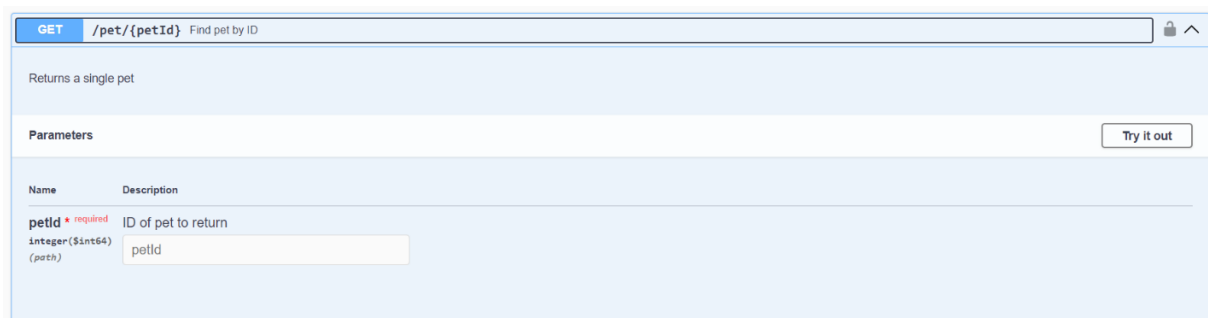 GET /pet/{petId} Find pet by ID
Returns a single pet
Parameters
Try it out
Name Description
petId * required ID of pet to return
integer($int64)
(path)
petId